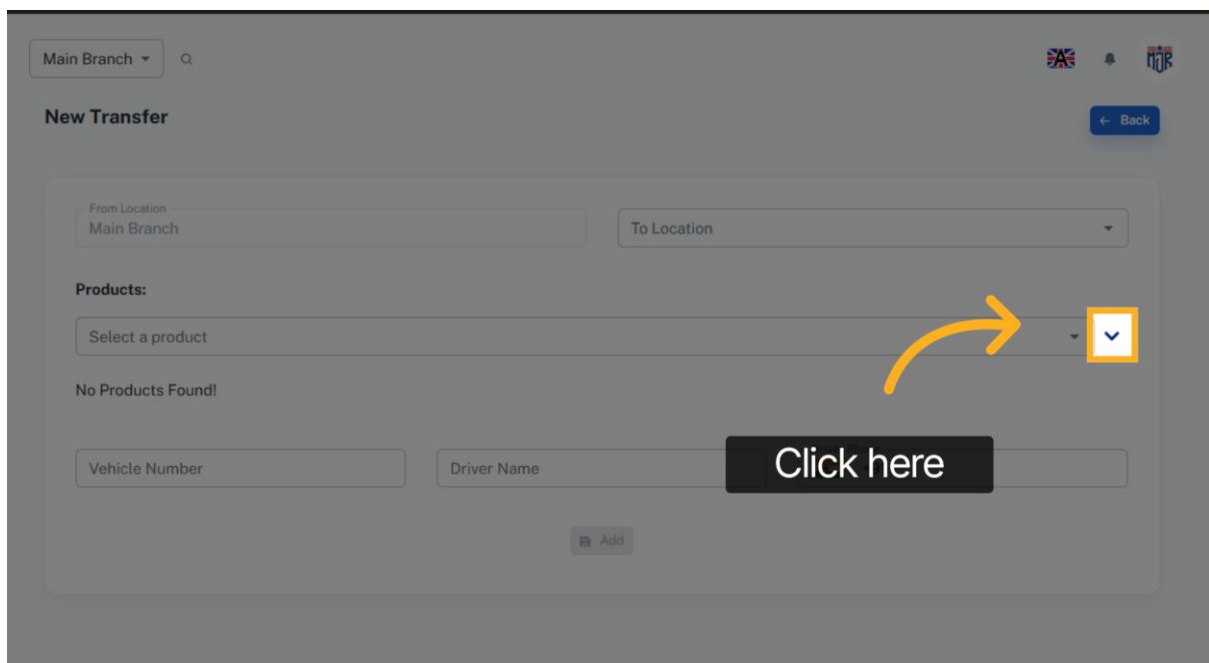 Main Branch
New Transfer
← Back
From Location
Main Branch
To Location
Products:
Select a product
No Products Found!
Vehicle Number
Driver Name
Click here
Add